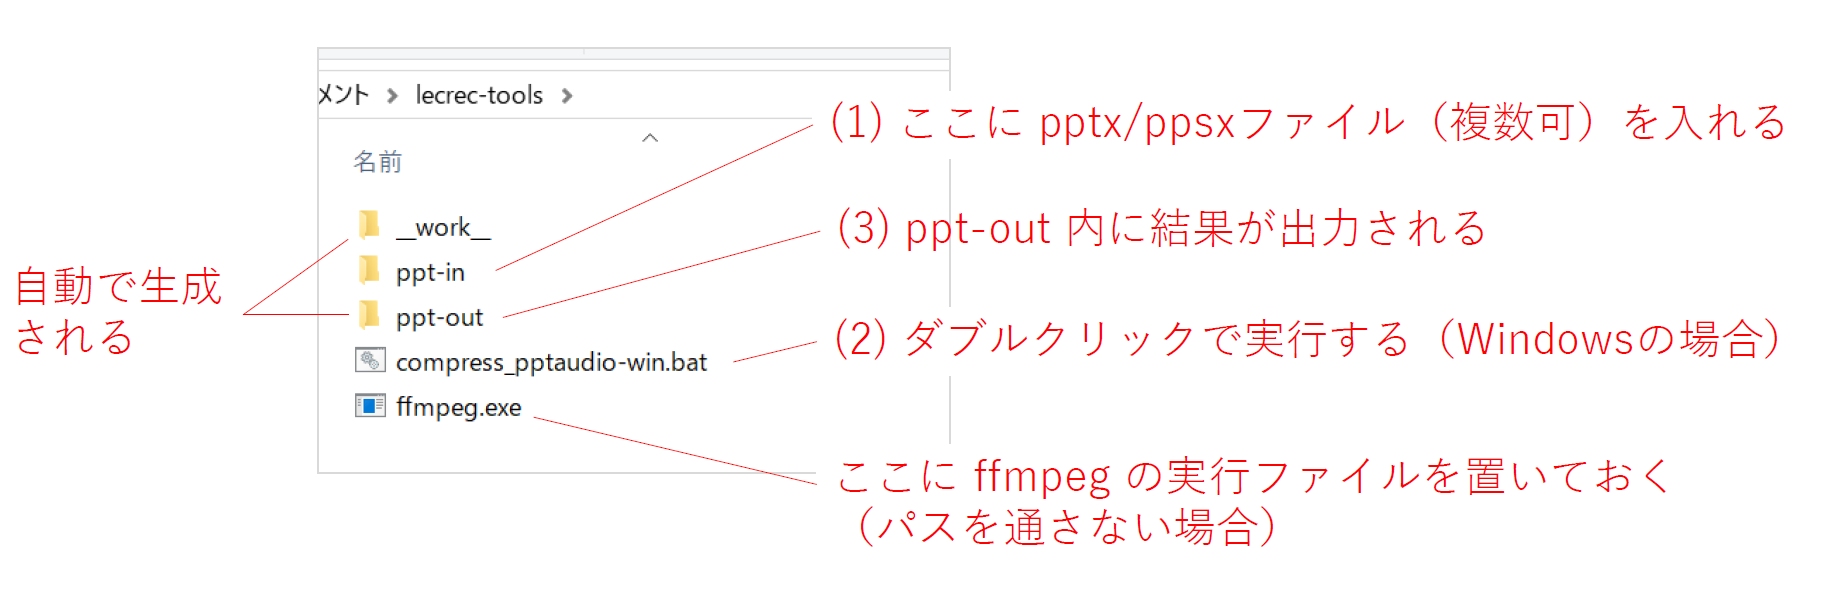 メント > lecrec-tools >
名前
__work__
ppt-in
ppt-out
compress_pptaudio-win.bat
ffmpeg.exe
(1) ここに pptx/ppsxファイル（複数可）を入れる
(3) ppt-out 内に結果が出力される
自動で生成
される
(2) ダブルクリックで実行する（Windowsの場合）
ここに ffmpeg の実行ファイルを置いておく
（パスを通さない場合）